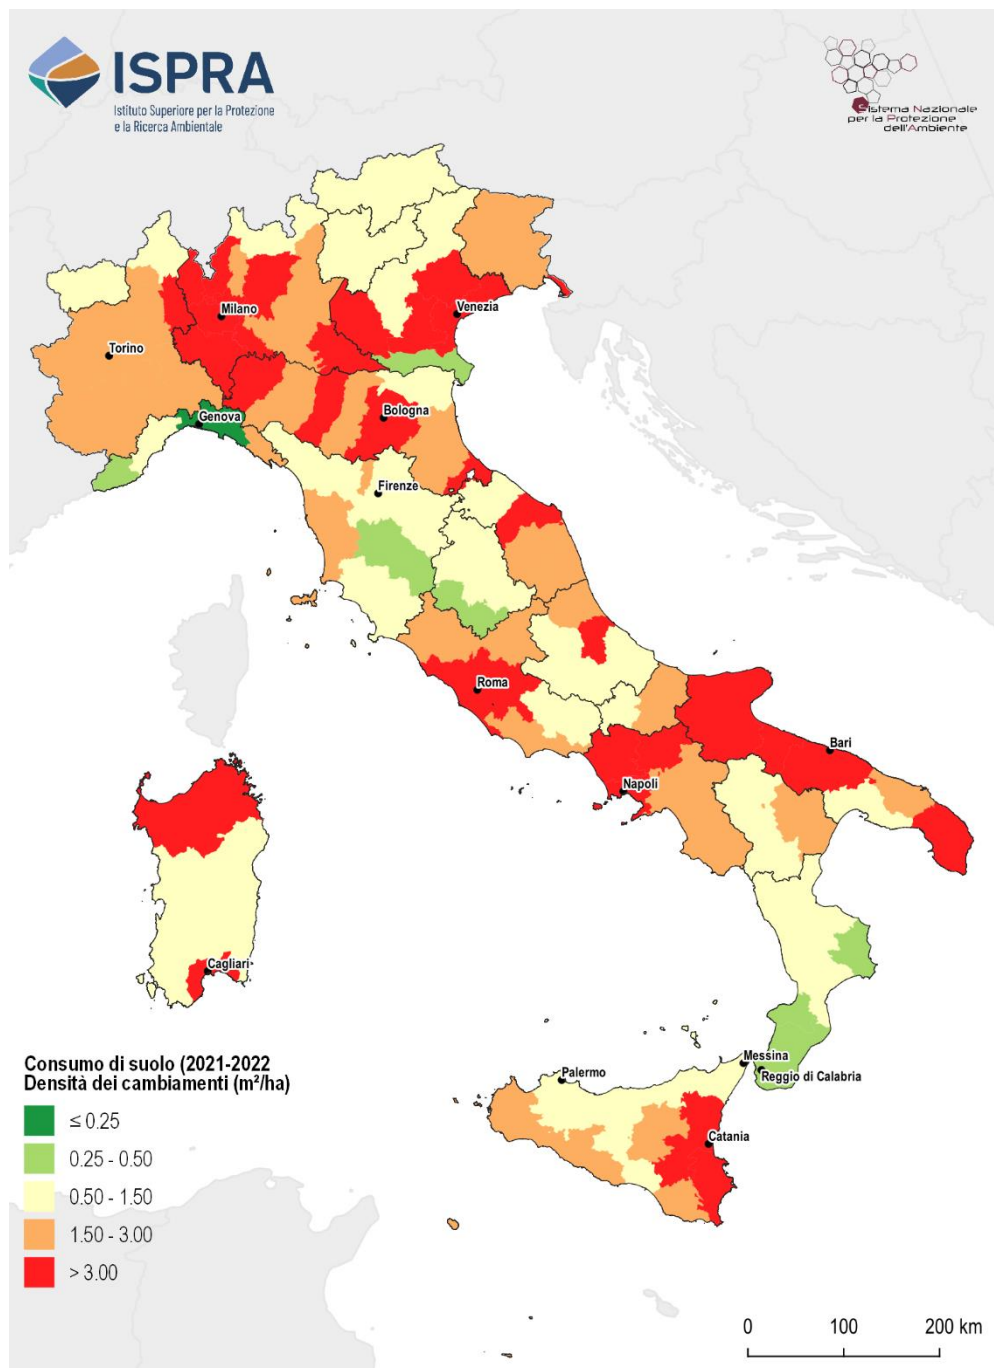 ISPRA
Istituto Superiore per la Protezione
e la Ricerca Ambientale
Sistema Nazionale
per la Protezione
dell'Ambiente
Milano
Venezia
Torino
Genova
Bologna
Firenze
Roma
Bari
Napoli
Cagliari
Messina
Reggio di Calabria
Palermo
Catania
Consumo di suolo (2021-2022
Densità dei cambiamenti (m²/ha)
≤ 0.25
0.25 - 0.50
0.50 - 1.50
1.50 - 3.00
> 3.00
0 100 200 km